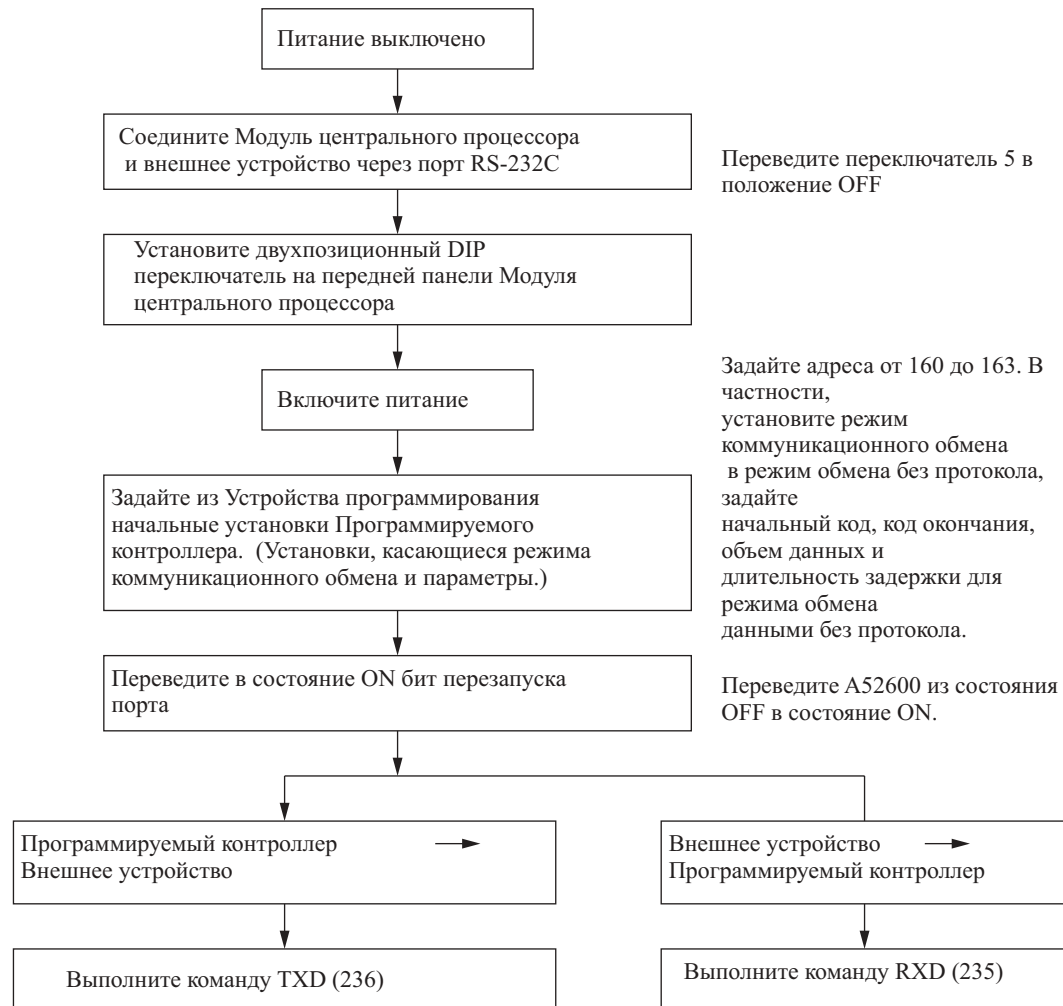 Питание выключено
Соедините Модуль центрального процессора
и внешнее устройство через порт RS-232C
Переведите переключатель 5 в
положение OFF
Установите двухпозиционный DIP
переключатель на передней панели Модуля
центрального процессора
Включите питание
Задайте адреса от 160 до 163. В
частности,
установите режим
коммуникационного обмена
в режим обмена без протокола,
задайте
начальный код, код окончания,
объем данных и
длительность задержки для
режима обмена
данными без протокола.
Задайте из Устройства программирования
начальные установки Программируемого
контроллера. (Установки, касающиеся режима
коммуникационного обмена и параметры.)
Переведите в состояние ON бит перезапуска
порта
Переведите A52600 из состояния
OFF в состояние ON.
Программируемый контроллер
Внешнее устройство
Внешнее устройство
Программируемый контроллер
Выполните команду TXD (236)
Выполните команду RXD (235)